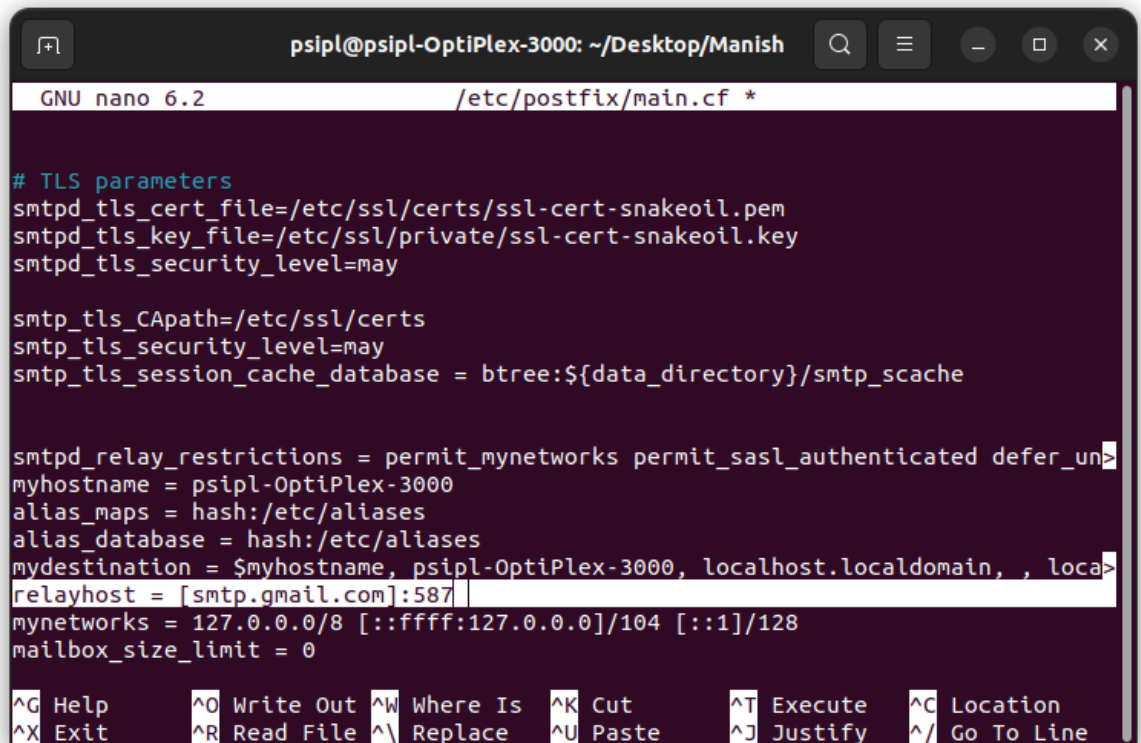 psipl@psipl-OptiPlex-3000: ~/Desktop/Manish
GNU nano 6.2 /etc/postfix/main.cf *
# TLS parameters
smtpd_tls_cert_file=/etc/ssl/certs/ssl-cert-snakeoil.pem
smtpd_tls_key_file=/etc/ssl/private/ssl-cert-snakeoil.key
smtpd_tls_security_level=may
smtp_tls_CApath=/etc/ssl/certs
smtp_tls_security_level=may
smtp_tls_session_cache_database = btree:${data_directory}/smtp_scache
smtpd_relay_restrictions = permit_mynetworks permit_sasl_authenticated defer_un>
myhostname = psipl-OptiPlex-3000
alias_maps = hash:/etc/aliases
alias_database = hash:/etc/aliases
mydestination = $myhostname, psipl-OptiPlex-3000, localhost.localdomain, , loca>
relayhost = [smtp.gmail.com]:587
mynetworks = 127.0.0.0/8 [::ffff:127.0.0.0]/104 [::1]/128
mailbox_size_limit = 0
^G Help ^O Write Out ^W Where Is ^K Cut ^T Execute ^C Location
^X Exit ^R Read File ^\ Replace ^U Paste ^J Justify ^/ Go To Line